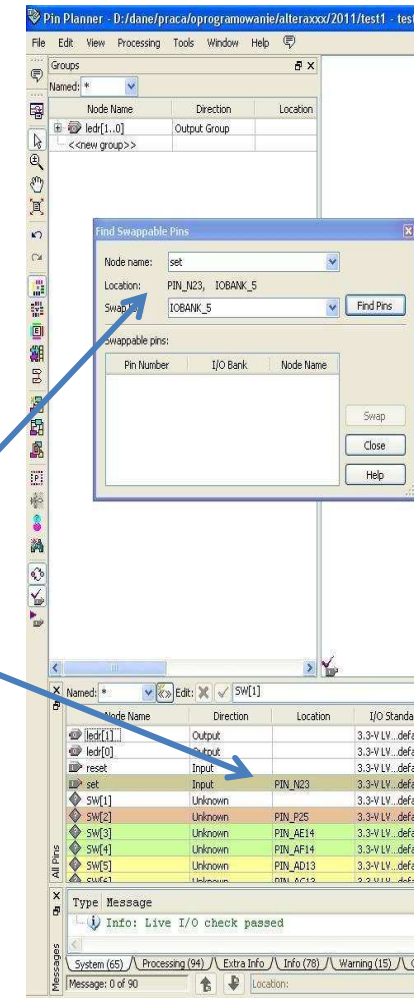 Pin Planner - D:/dane/praca/oprogramowanie/alteraxxx/2011/test1 - tes
File Edit View Processing Tools Window Help
Groups
Named: *
Node Name Direction Location
ledr[1..0] Output Group
<<new group>>
Find Swappable Pins
Node name: set
Location: PIN_N23, IOBANK_5
IOBANK_5 Find Pins
Swappable pins:
Pin Number I/O Bank Node Name
Swap
Close
Help
Named: * Edit: SW[1]
Node Name Direction Location I/O Standa
ledr[1] Output 3.3-V LV...defa
ledr[0] Output 3.3-V LV...defa
reset Input 3.3-V LV...defa
set Input PIN_N23 3.3-V LV...defa
SW[1] Unknown 3.3-V LV...defa
SW[2] Unknown PIN_P25 3.3-V LV...defa
SW[3] Unknown PIN_AE14 3.3-V LV...defa
SW[4] Unknown PIN_AF14 3.3-V LV...defa
SW[5] Unknown PIN_AD13 3.3-V LV...defa
All Pins
Type Message
Info: Live I/O check passed
System (65) Processing (94) Extra Info Info (78) Warning (15) C
Messages
Message: 0 of 90 Location: